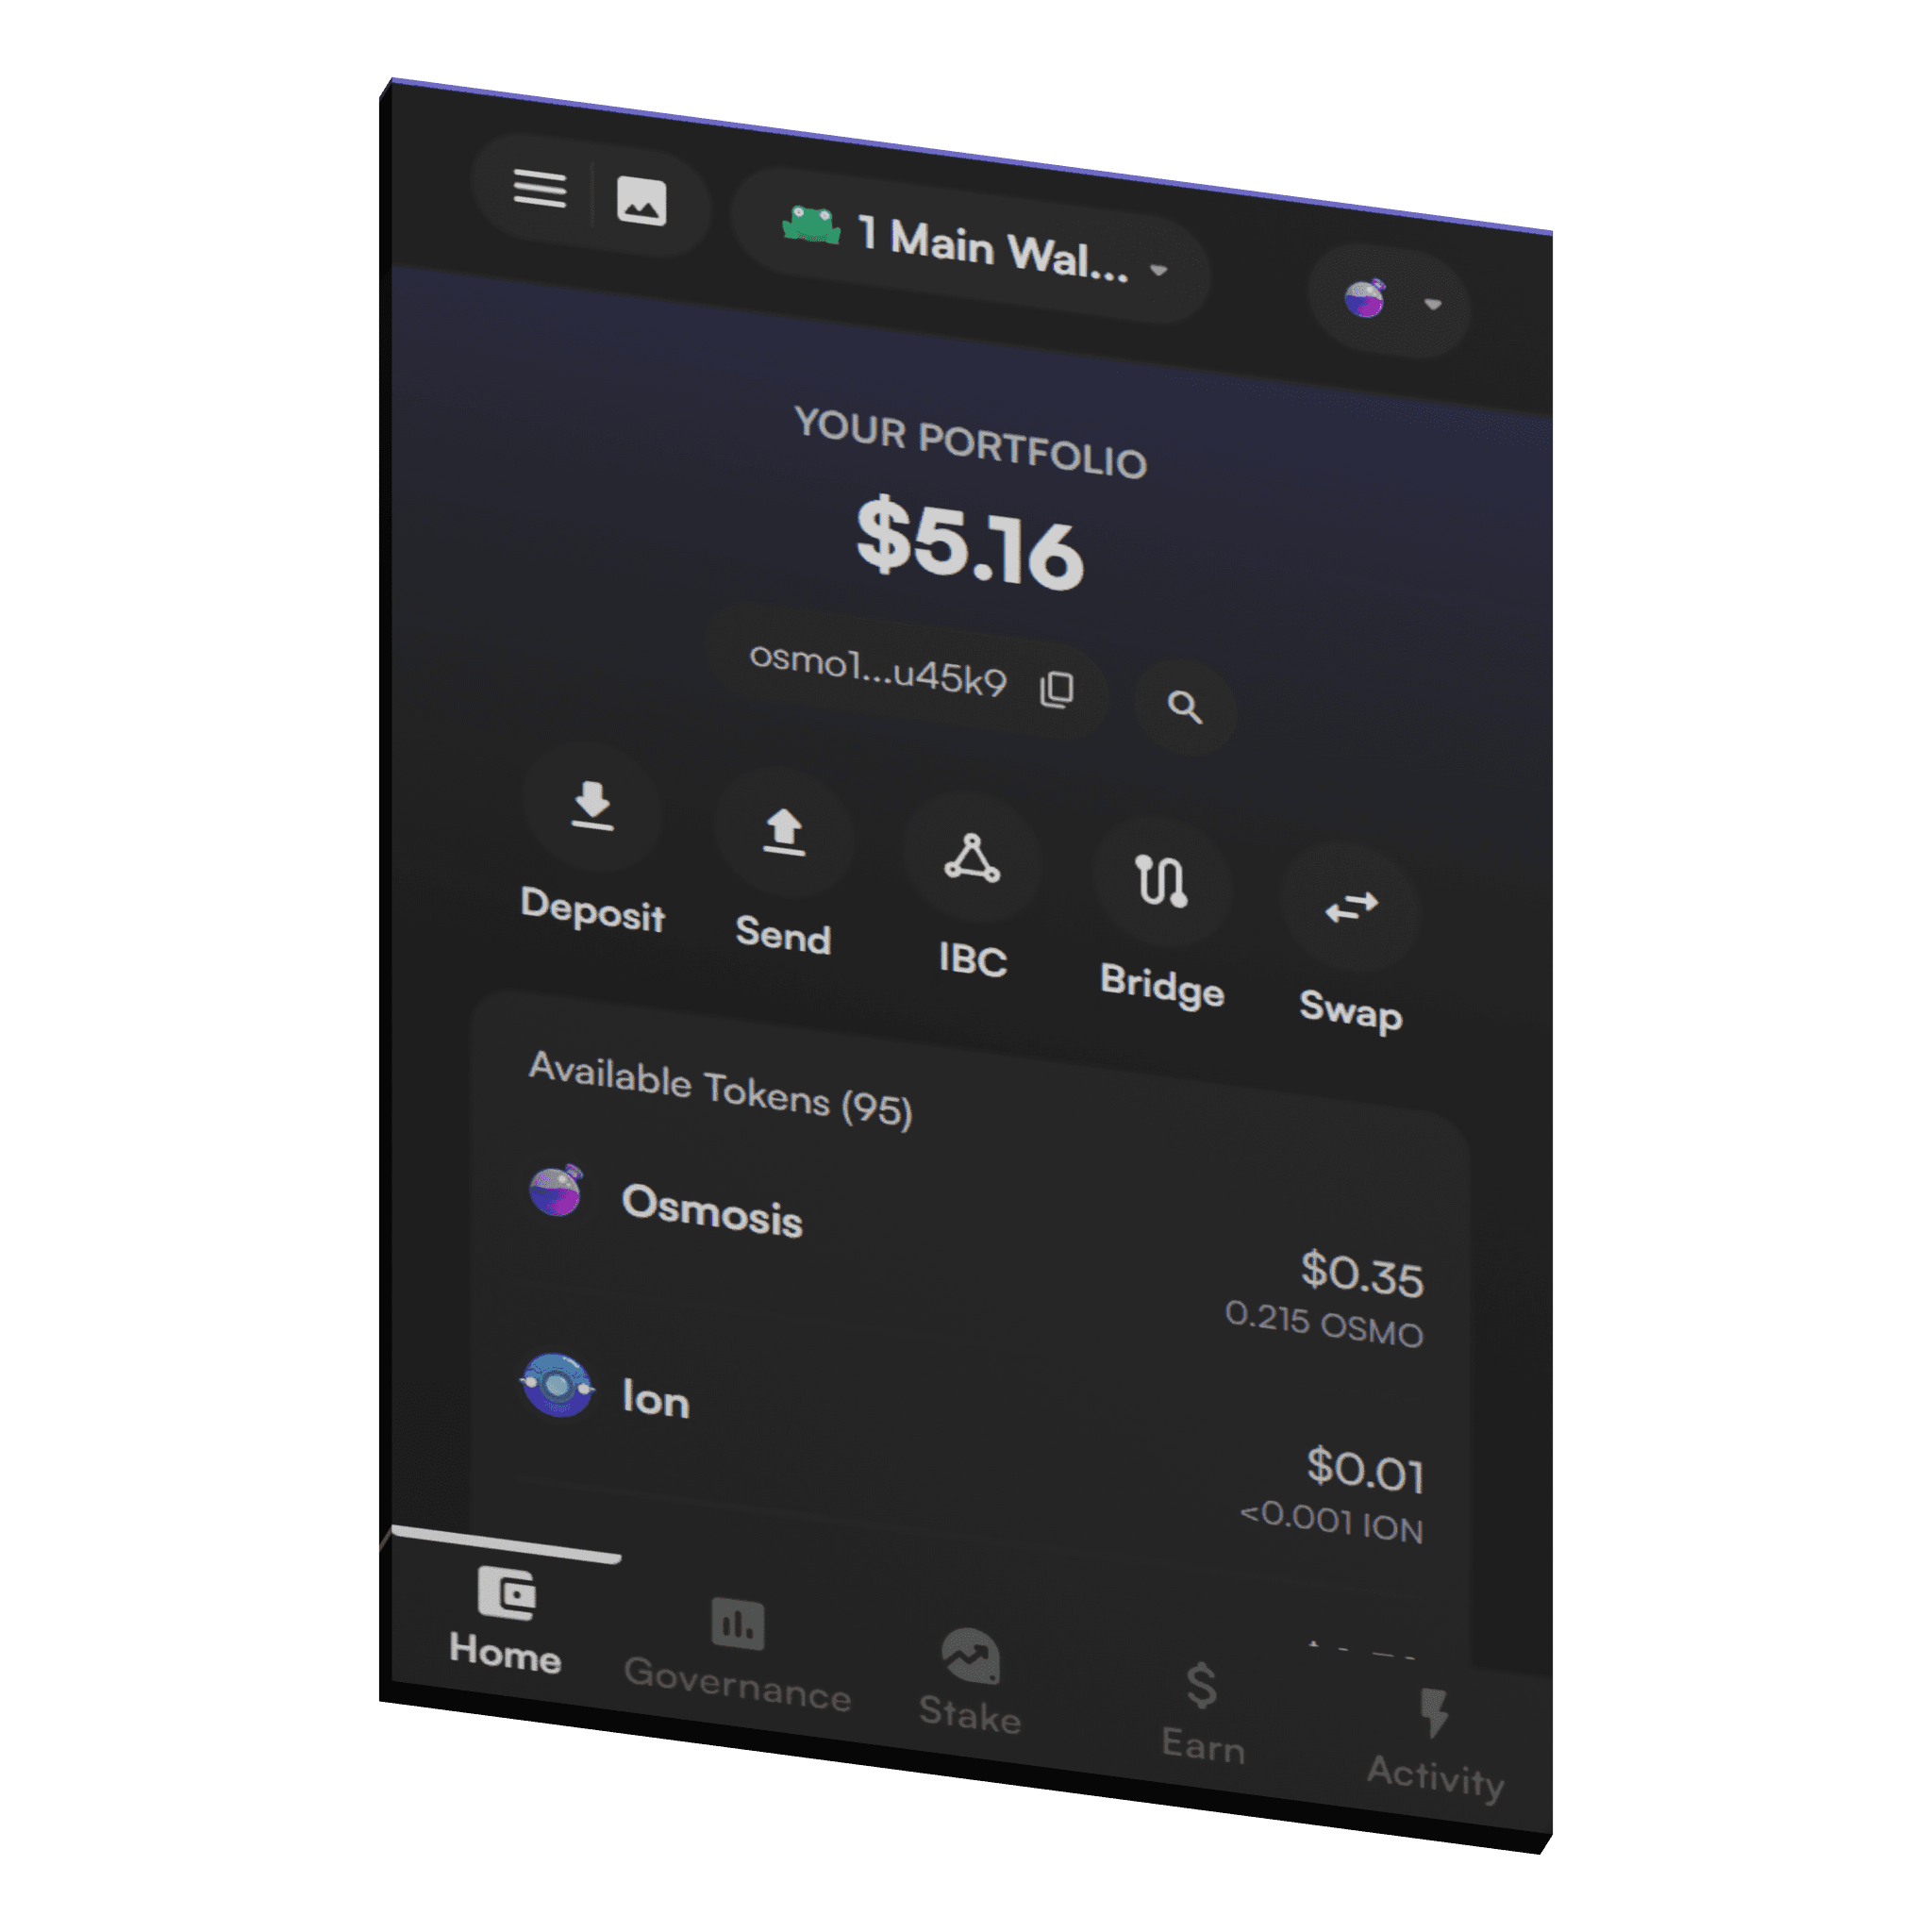 1 Main Wal...
YOUR PORTFOLIO
$5.16
osmo1...u45k9
Deposit
Send
IBC
Bridge
Swap
Available Tokens (95)
Osmosis
$0.35
0.215 OSMO
Ion
$0.01
<0.001 ION
Home
Governance
Stake
Earn
Activity